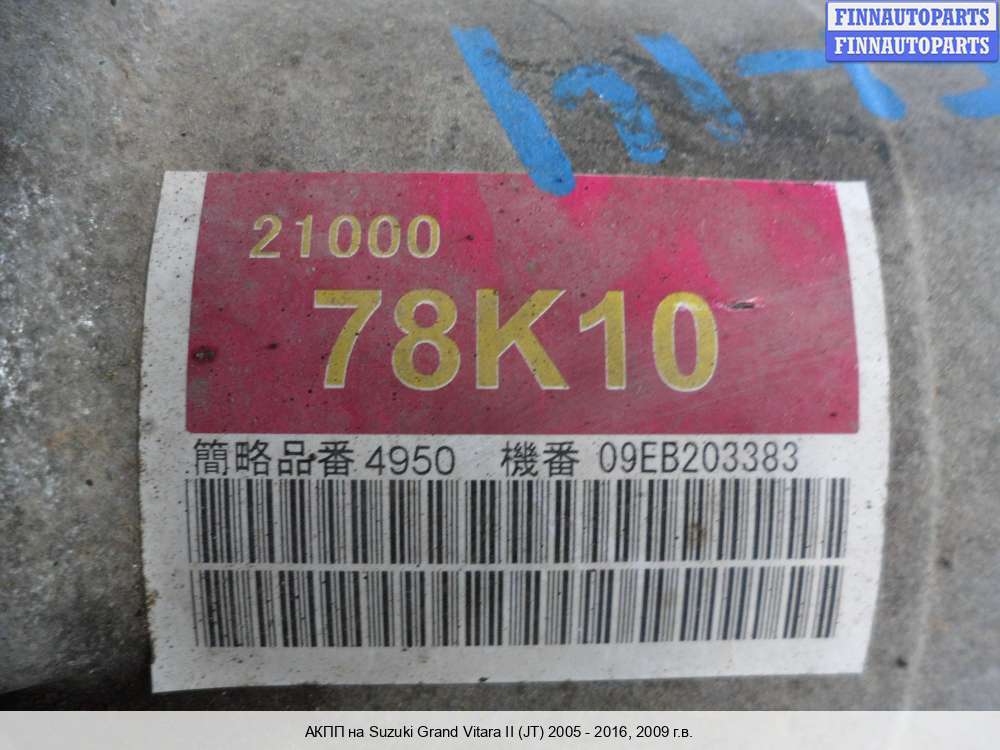 FINNAUTOPARTS
FINNAUTOPARTS
21000
78K10
簡略品番 4950 機番 09EB203383
АКПП на Suzuki Grand Vitara II (JT) 2005 - 2016, 2009 г.в.